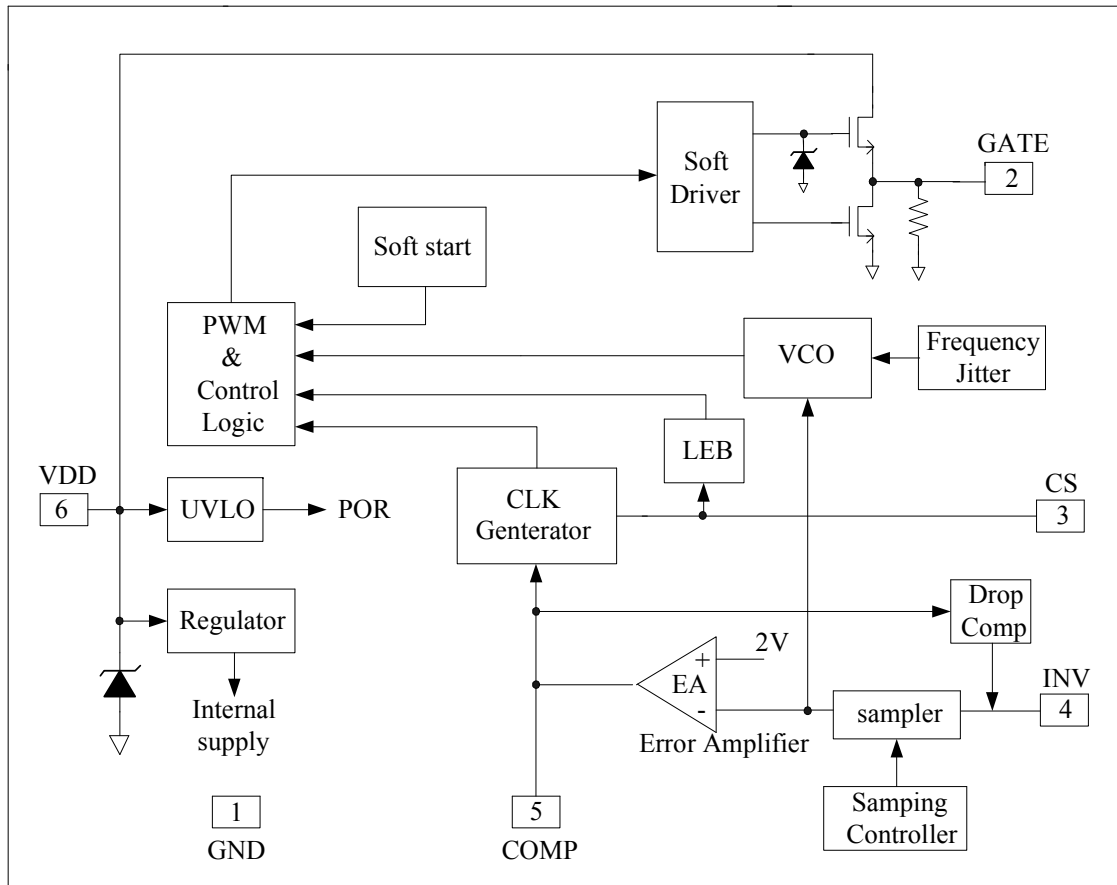 GATE
2
Soft
Driver
Soft start
PWM
&
Control
Logic
VCO
Frequency
Jitter
LEB
VDD
6
UVLO
POR
CLK
Genterator
CS
3
Regulator
Drop
Comp
2V
+
EA
-
INV
4
Internal
supply
sampler
Error Amplifier
1
GND
5
COMP
Samping
Controller